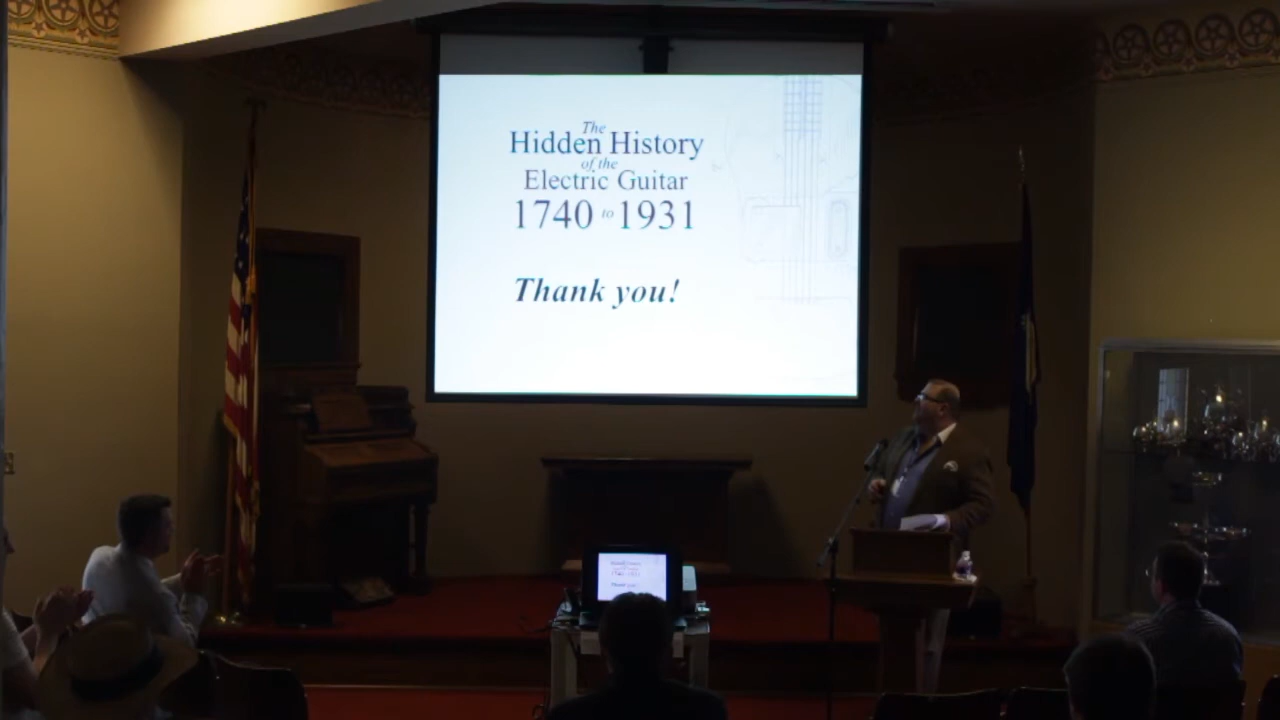 The
Hidden History
of the
Electric Guitar
1740 to 1931
Thank you!